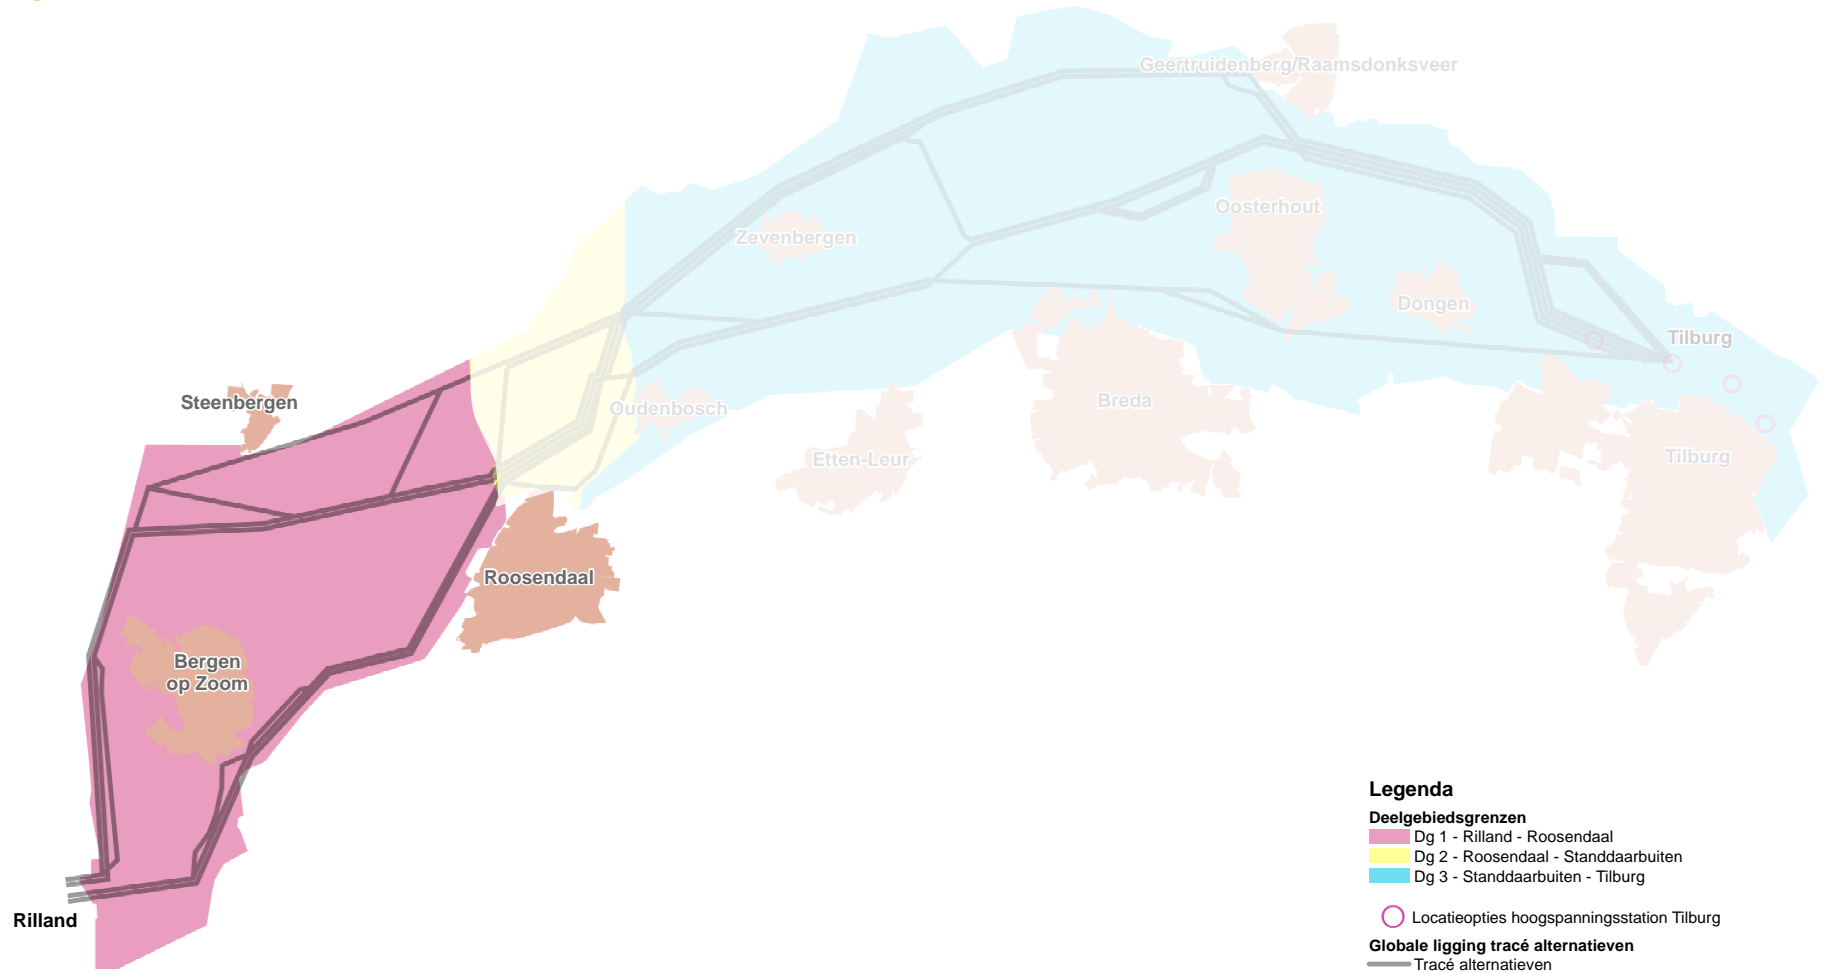 Geertruidenberg/Raamsdonksveer
Oosterhout
Zevenbergen
Dongen
Tilburg
Steenbergen
Oudenbosch
Breda
Etten-Leur
Tilburg
Roosendaal
Bergen
op Zoom
Rilland
Legenda
Deelgebiedsgrenzen
Dg 1 - Rilland - Roosendaal
Dg 2 - Roosendaal - Standdaarbuiten
Dg 3 - Standdaarbuiten - Tilburg
Locatieopties hoogspanningsstation Tilburg
Globale ligging tracé alternatieven
Tracé alternatieven